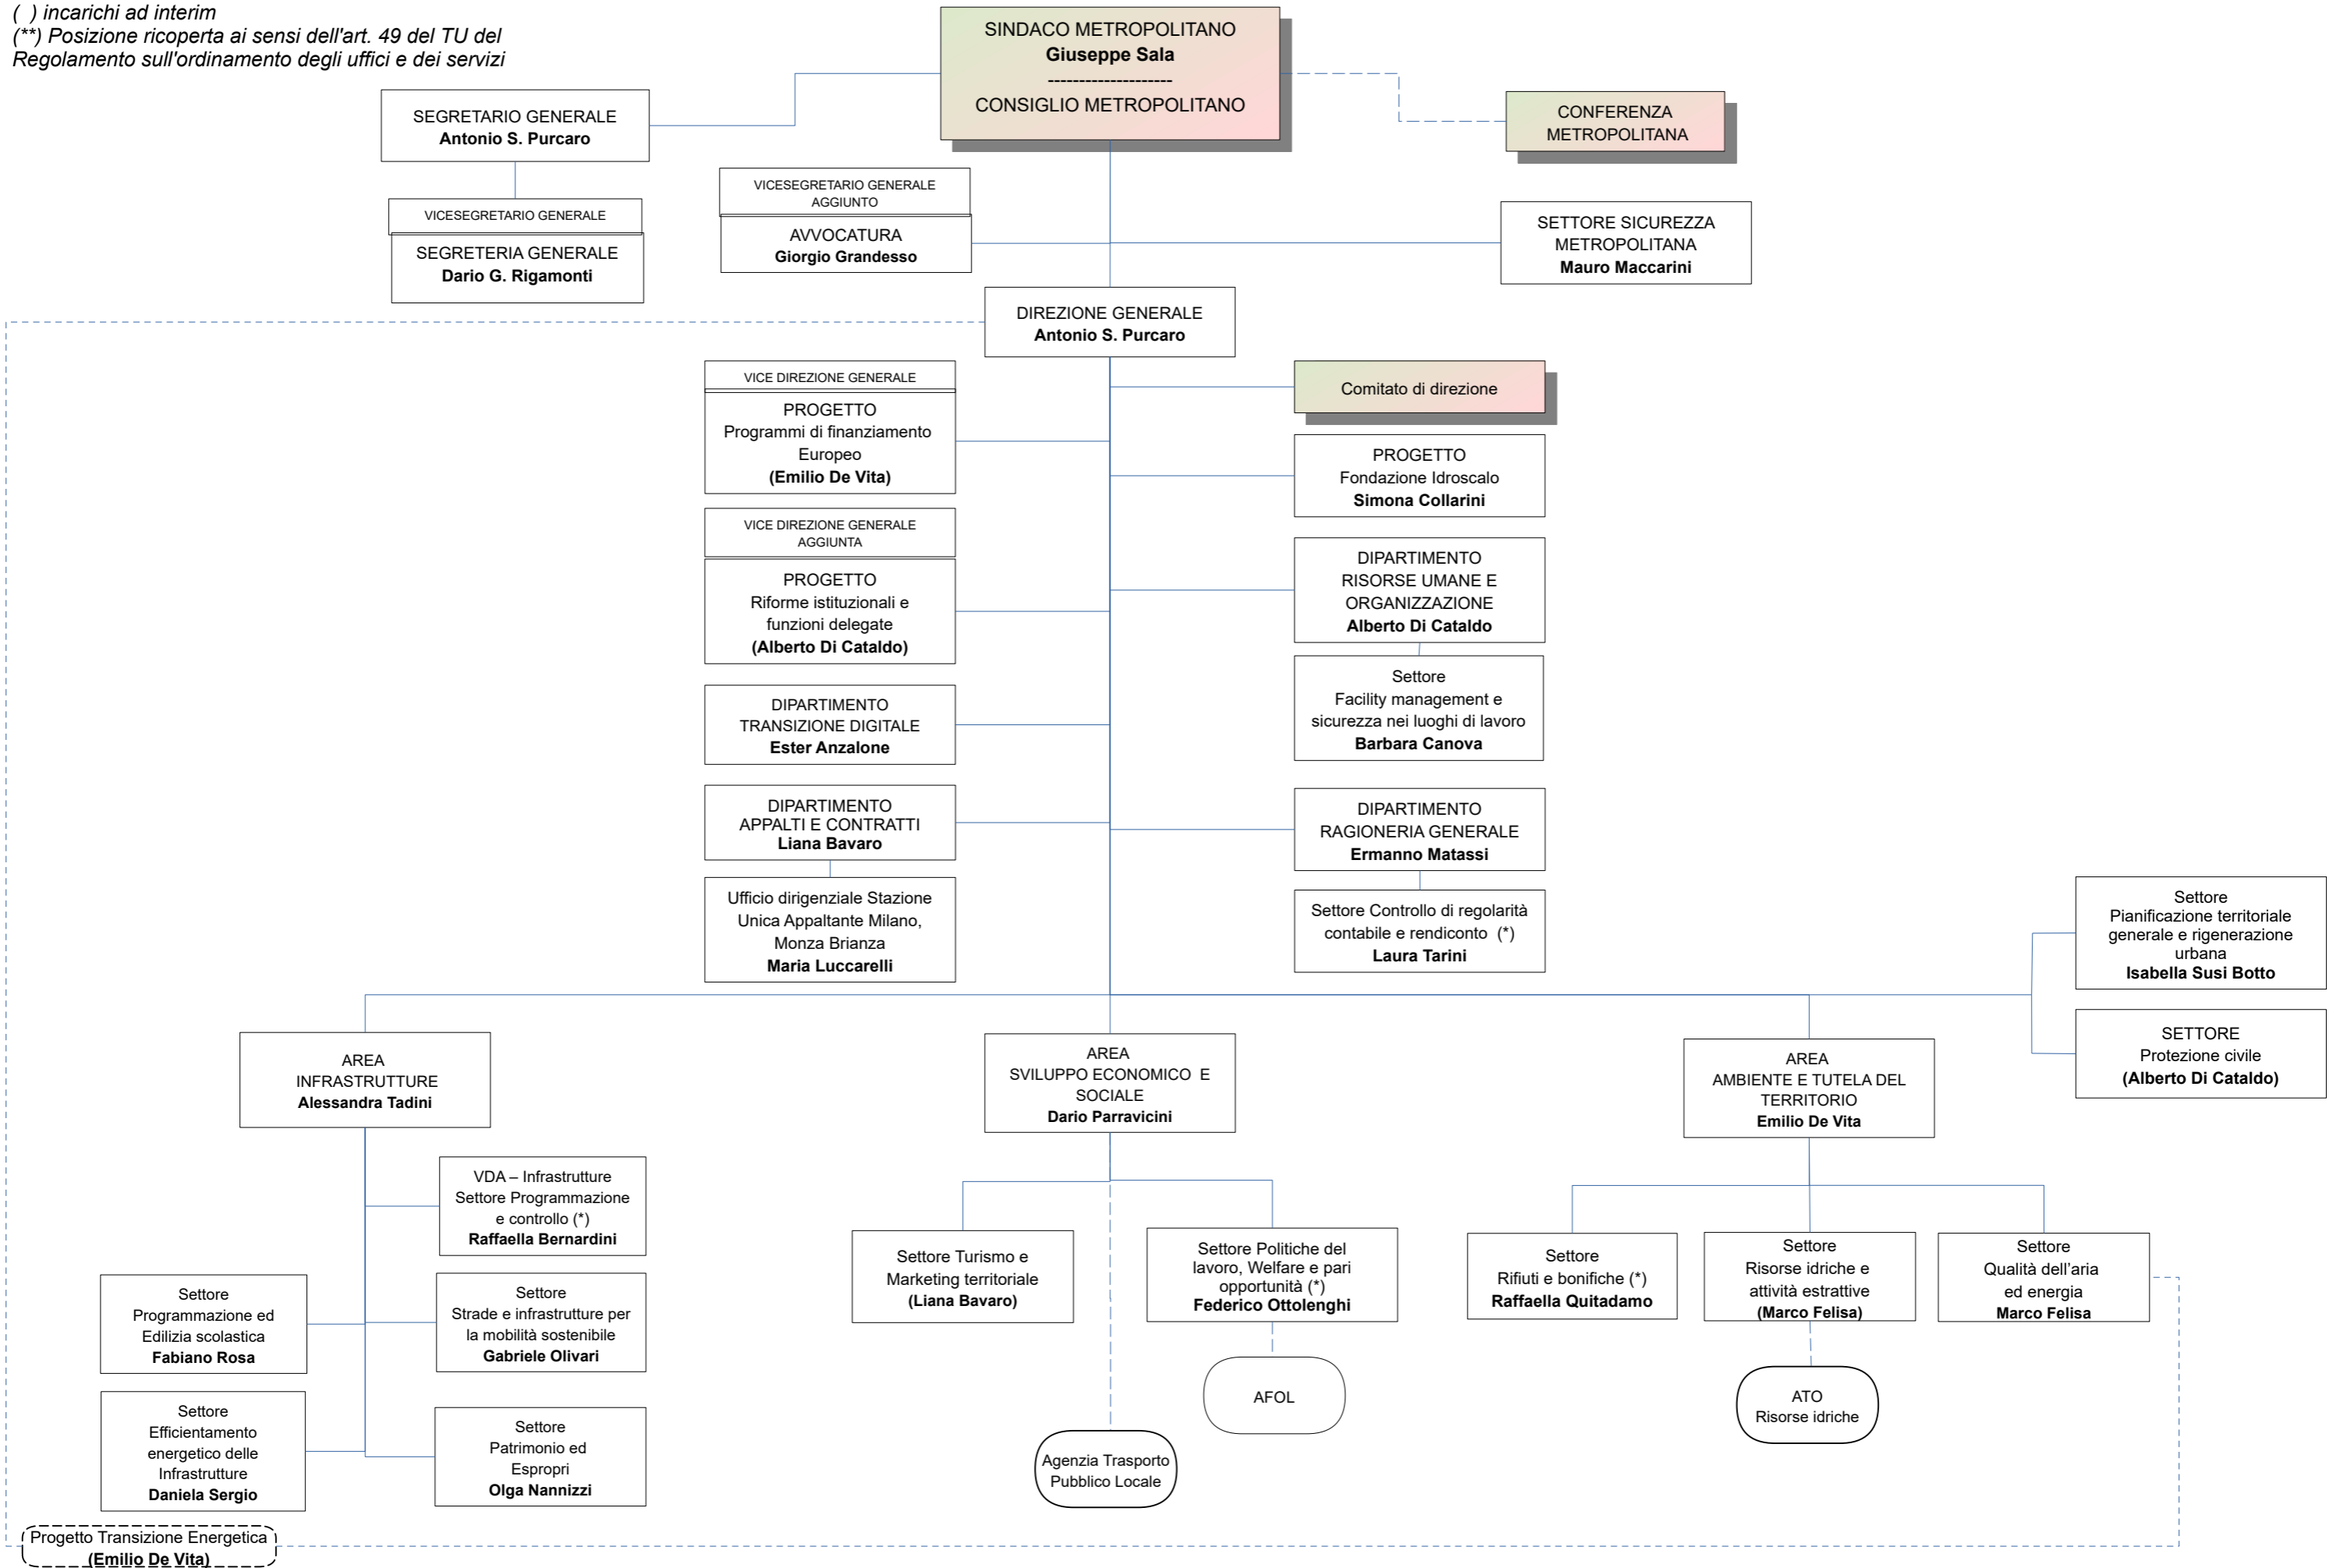 ( ) incarichi ad interim
(**) Posizione ricoperta ai sensi dell'art. 49 del TU del
Regolamento sull'ordinamento degli uffici e dei servizi
SINDACO METROPOLITANO
Giuseppe Sala
--------------------
CONSIGLIO METROPOLITANO
SEGRETARIO GENERALE
Antonio S. Purcaro
CONFERENZA
METROPOLITANA
VICESEGRETARIO GENERALE
SEGRETERIA GENERALE
Dario G. Rigamonti
VICESEGRETARIO GENERALE
AGGIUNTO
AVVOCATURA
Giorgio Grandesso
SETTORE SICUREZZA
METROPOLITANA
Mauro Maccarini
DIREZIONE GENERALE
Antonio S. Purcaro
VICE DIREZIONE GENERALE
PROGETTO
Programmi di finanziamento
Europeo
(Emilio De Vita)
Comitato di direzione
PROGETTO
Fondazione Idroscalo
Simona Collarini
VICE DIREZIONE GENERALE
AGGIUNTA
PROGETTO
Riforme istituzionali e
funzioni delegate
(Alberto Di Cataldo)
DIPARTIMENTO
RISORSE UMANE E
ORGANIZZAZIONE
Alberto Di Cataldo
Settore
Facility management e
sicurezza nei luoghi di lavoro
Barbara Canova
DIPARTIMENTO
TRANSIZIONE DIGITALE
Ester Anzalone
DIPARTIMENTO
APPALTI E CONTRATTI
Liana Bavaro
DIPARTIMENTO
RAGIONERIA GENERALE
Ermanno Matassi
Ufficio dirigenziale Stazione
Unica Appaltante Milano,
Monza Brianza
Maria Luccarelli
Settore Controllo di regolarità
contabile e rendiconto (*)
Laura Tarini
Settore
Pianificazione territoriale
generale e rigenerazione
urbana
Isabella Susi Botto
SETTORE
Protezione civile
(Alberto Di Cataldo)
AREA
INFRASTRUTTURE
Alessandra Tadini
AREA
SVILUPPO ECONOMICO E
SOCIALE
Dario Parravicini
AREA
AMBIENTE E TUTELA DEL
TERRITORIO
Emilio De Vita
VDA – Infrastrutture
Settore Programmazione
e controllo (*)
Raffaella Bernardini
Settore
Programmazione ed
Edilizia scolastica
Fabiano Rosa
Settore
Strade e infrastrutture per
la mobilità sostenibile
Gabriele Olivari
Settore
Efficientamento
energetico delle
Infrastrutture
Daniela Sergio
Settore
Patrimonio ed
Espropri
Olga Nannizzi
Settore Turismo e
Marketing territoriale
(Liana Bavaro)
Settore Politiche del
lavoro, Welfare e pari
opportunità (*)
Federico Ottolenghi
AFOL
Agenzia Trasporto
Pubblico Locale
Settore
Rifiuti e bonifiche (*)
Raffaella Quitadamo
Settore
Risorse idriche e
attività estrattive
(Marco Felisa)
Settore
Qualità dell’aria
ed energia
Marco Felisa
ATO
Risorse idriche
Progetto Transizione Energetica
(Emilio De Vita)